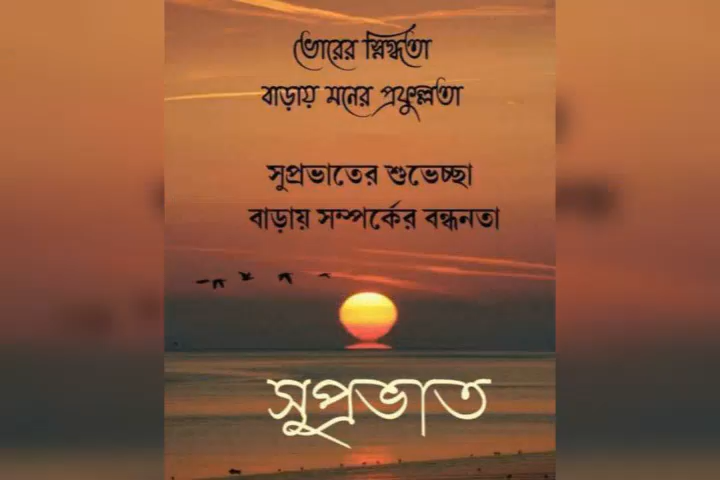 ভোরের স্নিগ্ধতা
বাড়ায় মনের প্রফুল্লতা
সুপ্রভাতের শুভেচ্ছা
বাড়ায় সম্পর্কের বন্ধনতা
সুপ্রভাত